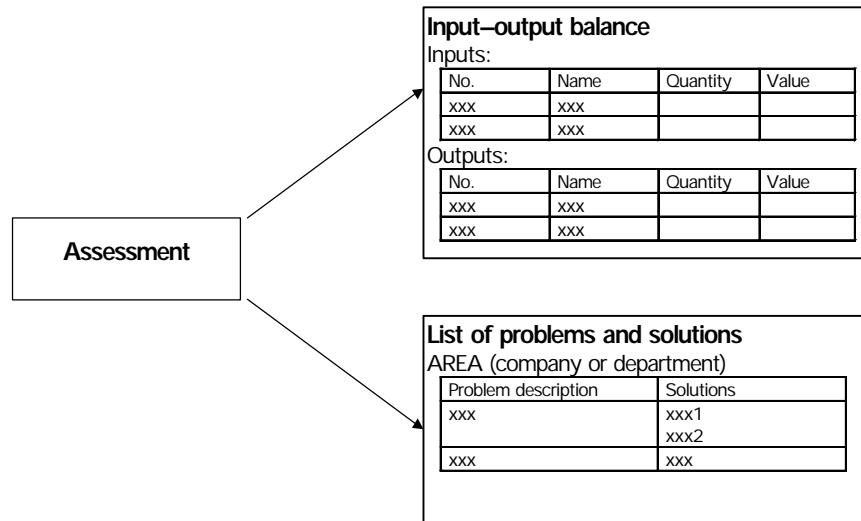 Input–output balance
Inputs:
No. Name Quantity Value
xxx xxx
xxx xxx
Outputs:
No. Name Quantity Value
xxx xxx
xxx xxx
Assessment
List of problems and solutions
AREA (company or department)
Problem description Solutions
xxx xxx1
xxx2
xxx xxx